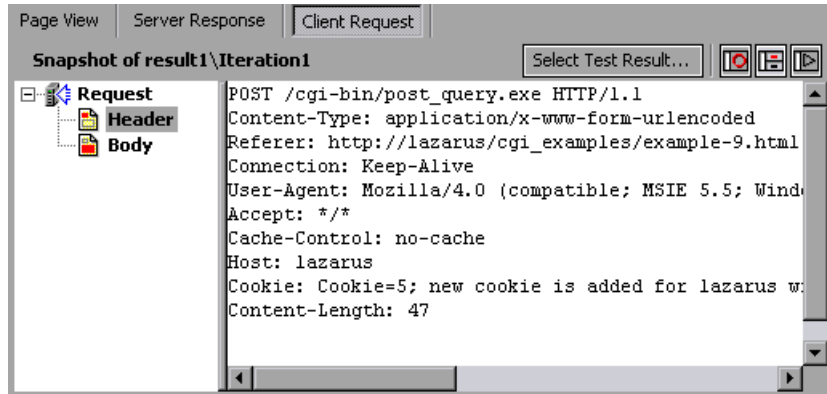 Page View Server Response Client Request
Snapshot of result1\Iteration1 Select Test Result...
Request
Header
Body
POST /cgi-bin/post_query.exe HTTP/1.1
Content-Type: application/x-www-form-urlencoded
Referer: http://lazarus/cgi_examples/example-9.html
Connection: Keep-Alive
User-Agent: Mozilla/4.0 (compatible; MSIE 5.5; Wind
Accept: */*
Cache-Control: no-cache
Host: lazarus
Cookie: Cookie=5; new cookie is added for lazarus w
Content-Length: 47